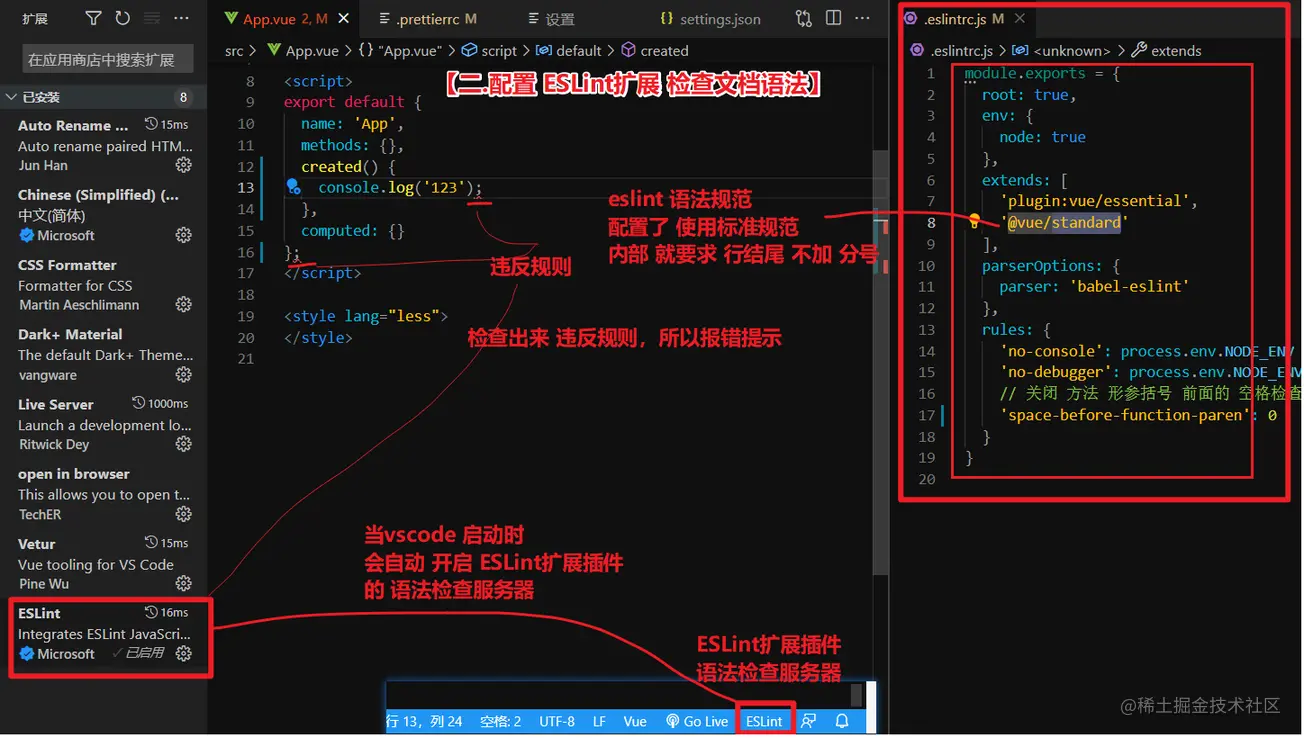 扩展
在应用商店中搜索扩展
已安装 8
Auto Rename ... 15ms
Auto rename paired HTM...
Jun Han
Chinese (Simplified) (...
中文(简体)
Microsoft
CSS Formatter
Formatter for CSS
Martin Aeschlimann
Dark+ Material
The default Dark+ Theme...
vangware
Live Server 1000ms
Launch a development lo...
Ritwick Dey
open in browser
This allows you to open t...
TechER
Vetur 15ms
Vue tooling for VS Code
Pine Wu
ESLint 16ms
Integrates ESLint JavaScri...
Microsoft 已启用
App.vue 2, M
.prettierrc M
设置
settings.json
src > App.vue > {} "App.vue" > script > default > created
【二.配置 ESLint扩展 检查文档语法】
8 <script>
9 export default {
10 name: 'App',
11 methods: {},
12 created() {
13 console.log('123');
14 },
15 computed: {}
16 };
17 </script>
18
19 <style lang="less">
20 </style>
21
eslint 语法规范
配置了 使用标准规范
内部 就要求 行结尾 不加 分号
违反规则
检查出来 违反规则，所以报错提示
当vscode 启动时
会自动 开启 ESLint扩展插件
的 语法检查服务器
ESLint扩展插件
语法检查服务器
行 13，列 24 空格: 2 UTF-8 LF Vue Go Live ESLint
.eslintrc.js M
.eslintrc.js > <unknown> > extends
1 module.exports = {
2 root: true,
3 env: {
4 node: true
5 },
6 extends: [
7 'plugin:vue/essential',
8 '@vue/standard'
9 ],
10 parserOptions: {
11 parser: 'babel-eslint'
12 },
13 rules: {
14 'no-console': process.env.NODE_ENV
15 'no-debugger': process.env.NODE_ENV
16 // 关闭 方法 形参括号 前面的 空格检查
17 'space-before-function-paren': 0
18 }
19 }
20
@稀土掘金技术社区